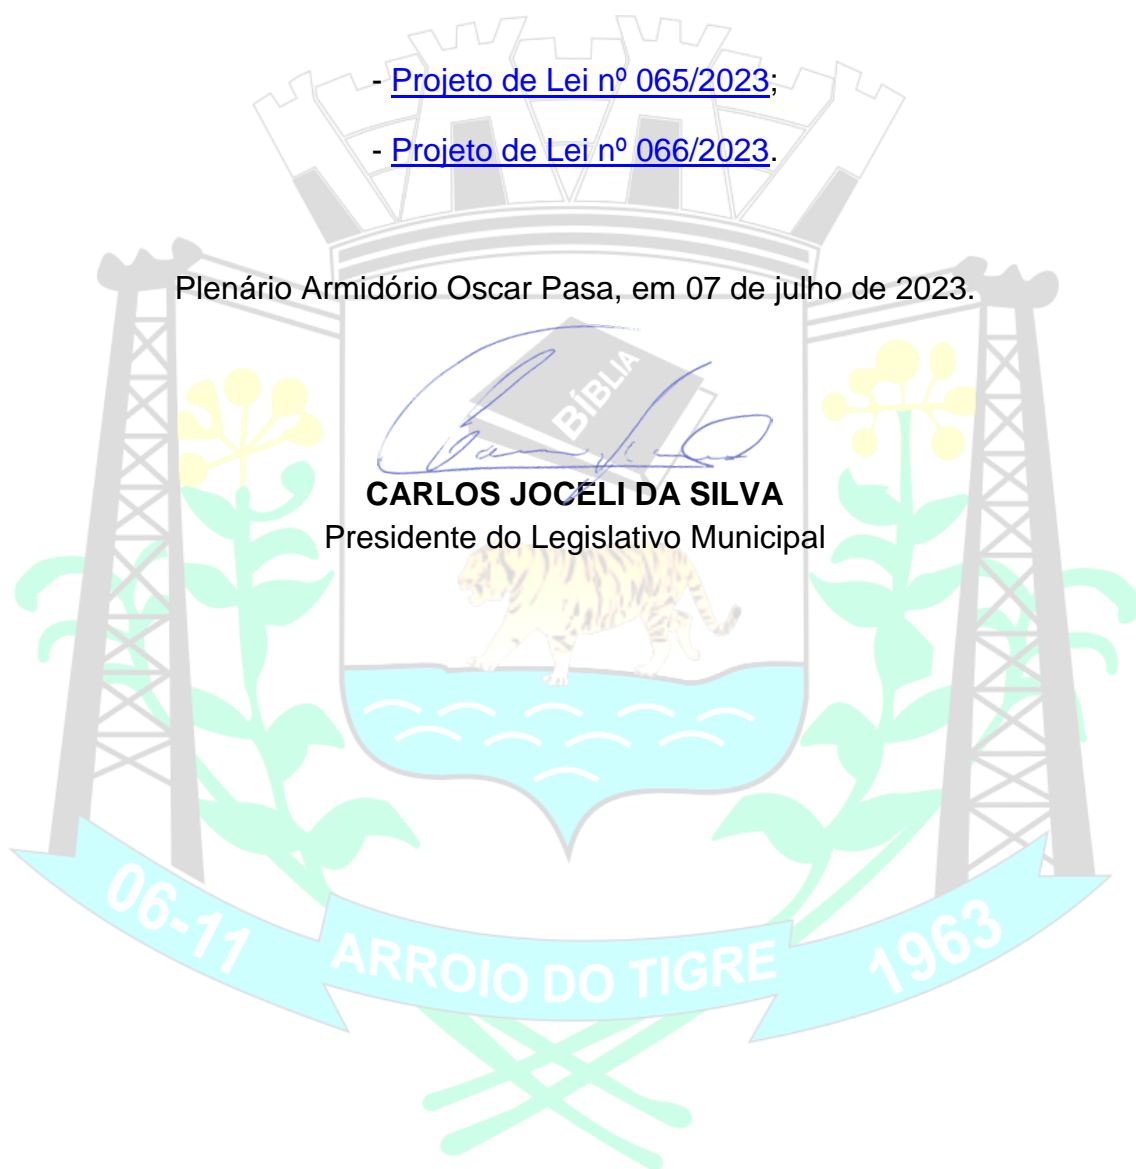 - Projeto de Lei nº 065/2023;
- Projeto de Lei nº 066/2023.
Plenário Armidório Oscar Pasa, em 07 de julho de 2023.
BÍBLIA
CARLOS JOCELI DA SILVA
Presidente do Legislativo Municipal
06-11 ARROIO DO TIGRE 1963